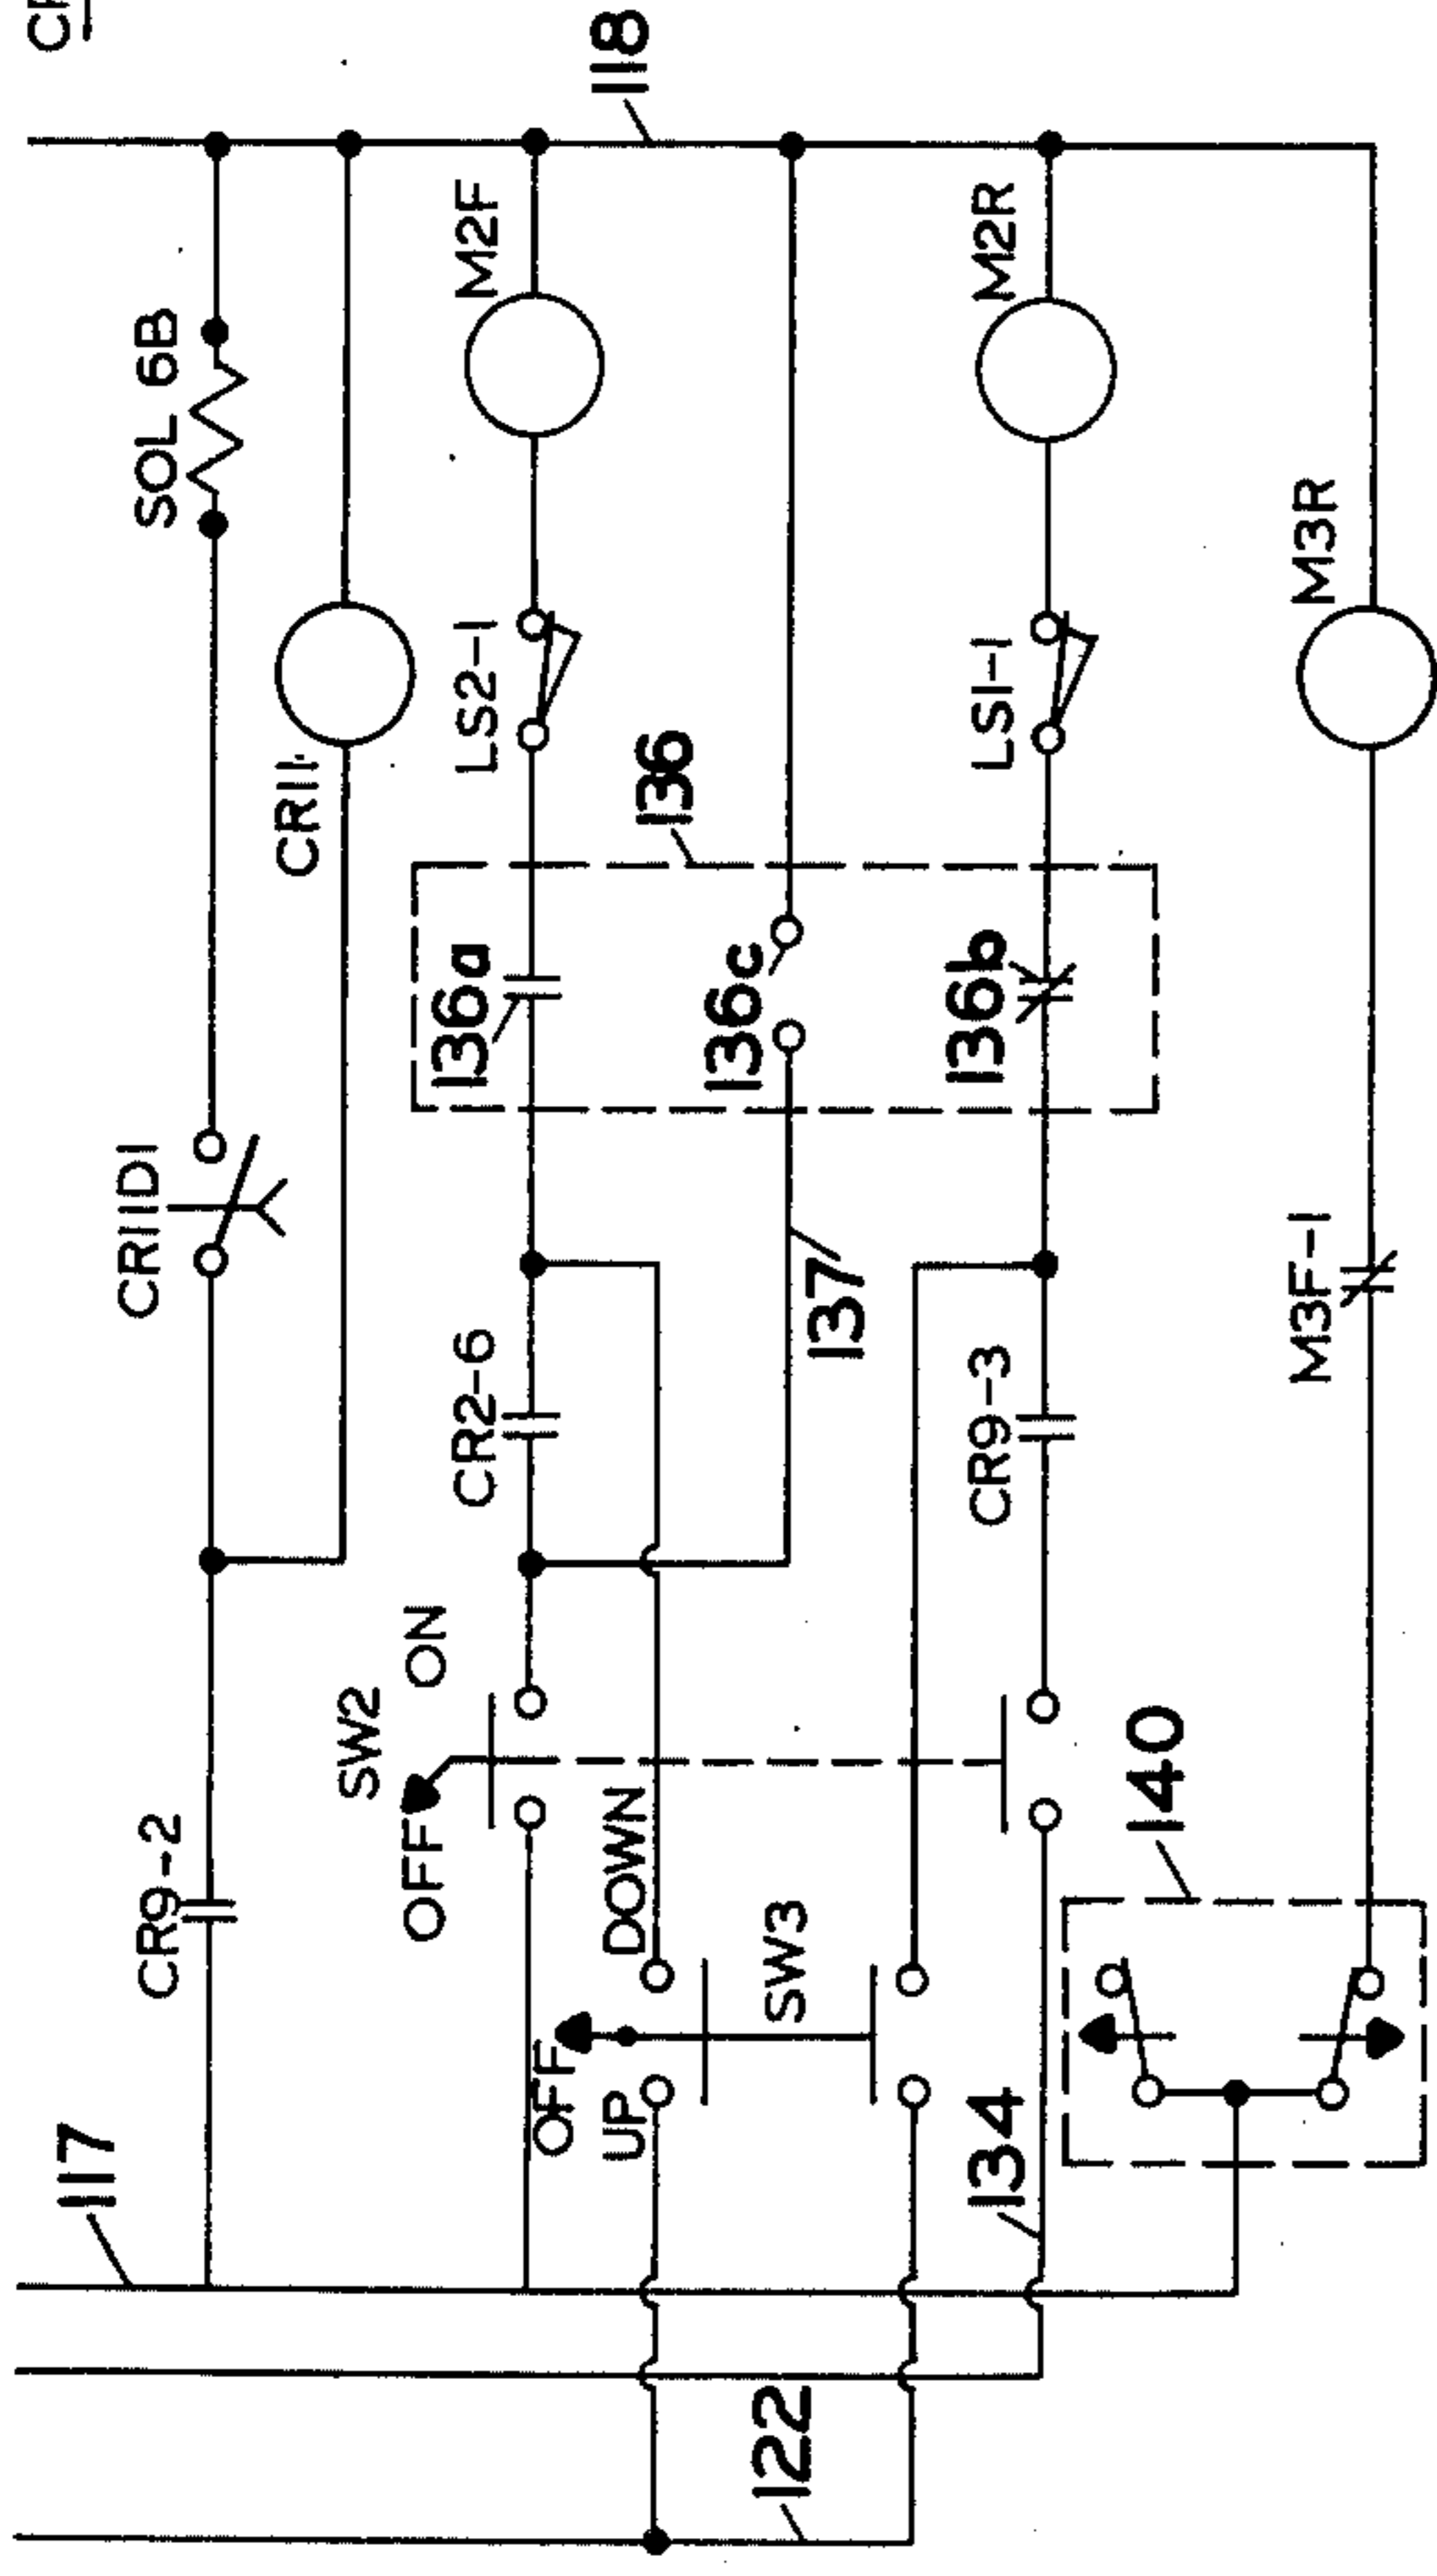 CR
118
SOL 6B
CR11
M2F
LS2-1
136
M2R
LS1-1
M3R
136a
136c
136b
CR11D1
CR2-6
137
CR9-3
M3F-1
SW2
ON
OFF
CR9-2
DOWN
OFF
UP
SW3
140
117
134
122